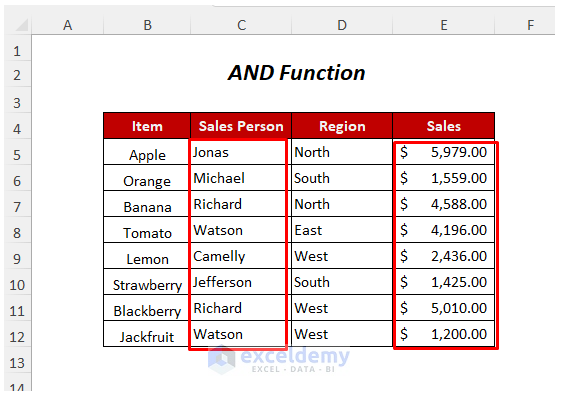 A B C D E F
1
2 AND Function
3
4 Item Sales Person Region Sales
5 Apple Jonas North $ 5,979.00
6 Orange Michael South $ 1,559.00
7 Banana Richard North $ 4,588.00
8 Tomato Watson East $ 4,196.00
9 Lemon Camelly West $ 2,436.00
10 Strawberry Jefferson South $ 1,425.00
11 Blackberry Richard West $ 5,010.00
12 Jackfruit Watson West $ 1,200.00
13 exceldemy
EXCEL - DATA - BI
14